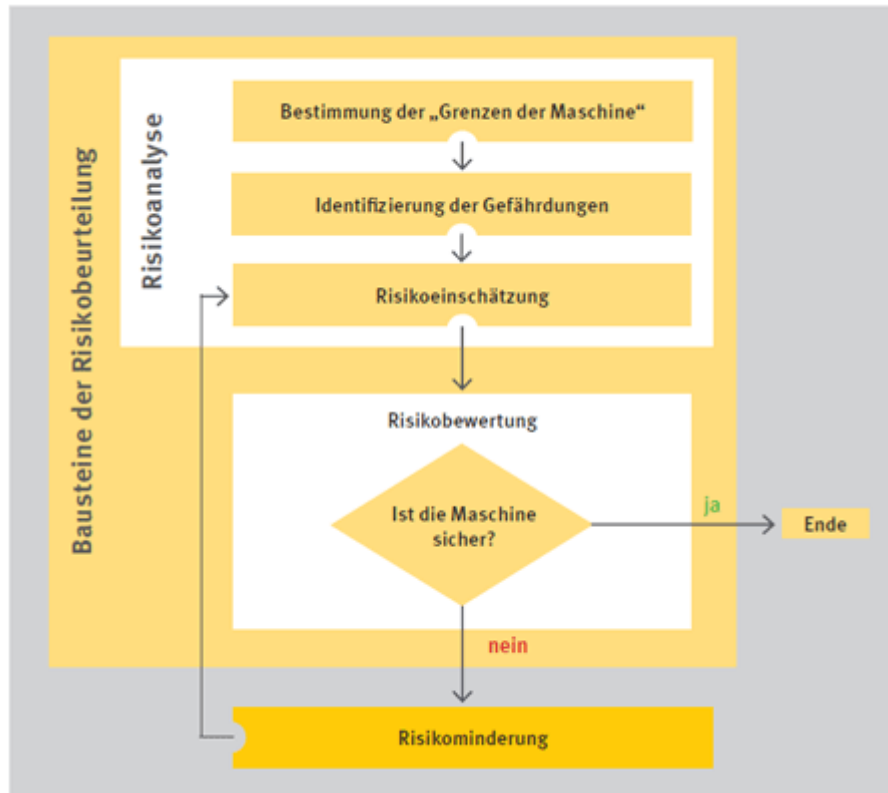 Bausteine der Risikobeurteilung
Risikoanalyse
Bestimmung der „Grenzen der Maschine“
Identifizierung der Gefährdungen
Risikoeinschätzung
Risikobewertung
Ist die Maschine
sicher?
ja
Ende
nein
Risikominderung